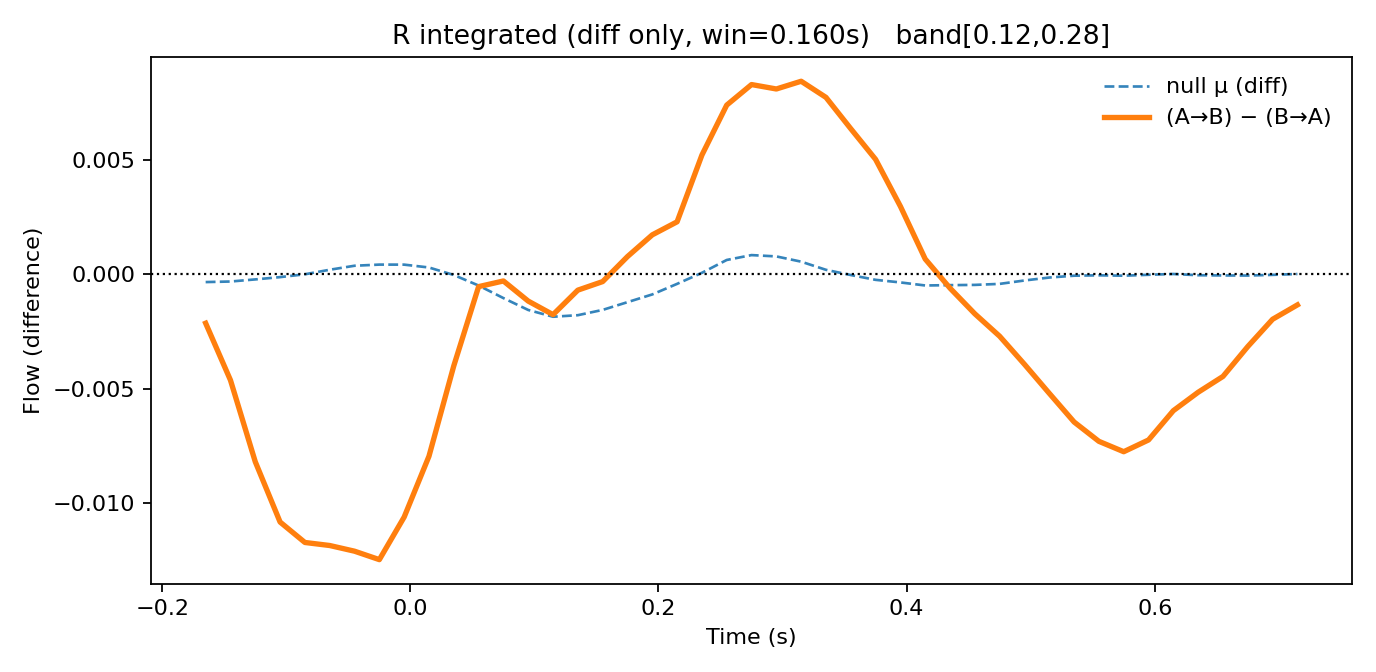 R integrated (diff only, win=0.160s)   band[0.12,0.28]
null μ (diff)
(A→B) − (B→A)
Flow (difference)
0.005
0.000
−0.005
−0.010
−0.2
0.0
0.2
0.4
0.6
Time (s)